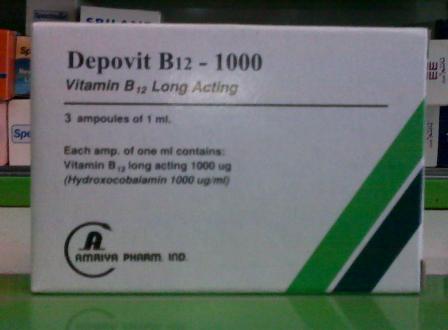 Depovit B12 - 1000
Vitamin B12 Long Acting
3 ampoules of 1 ml.
Each amp. of one ml contains:
Vitamin B12 long acting 1000 ug
(Hydroxocobalamin 1000 ug/ml)
A
AMRIYA PHARM. IND.